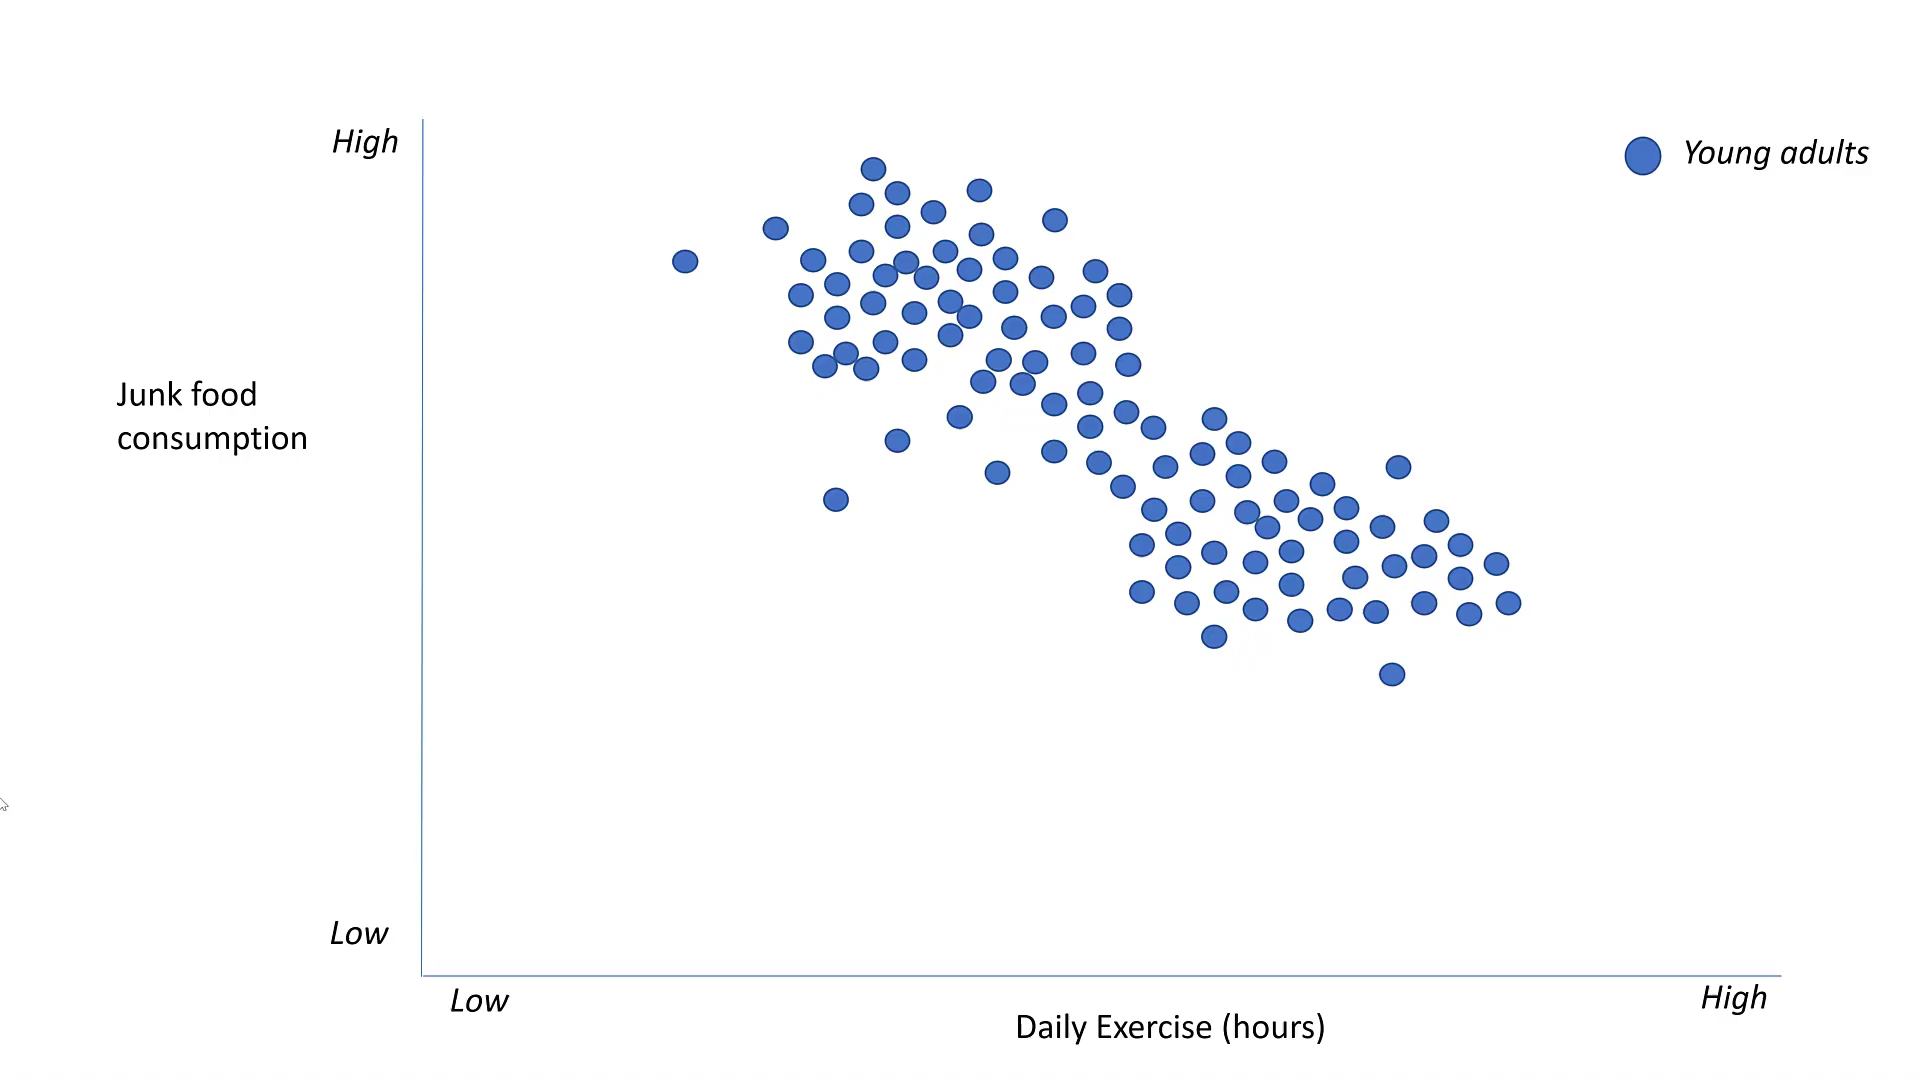 High
Young adults
Junk food
consumption
Low
Low
High
Daily Exercise (hours)